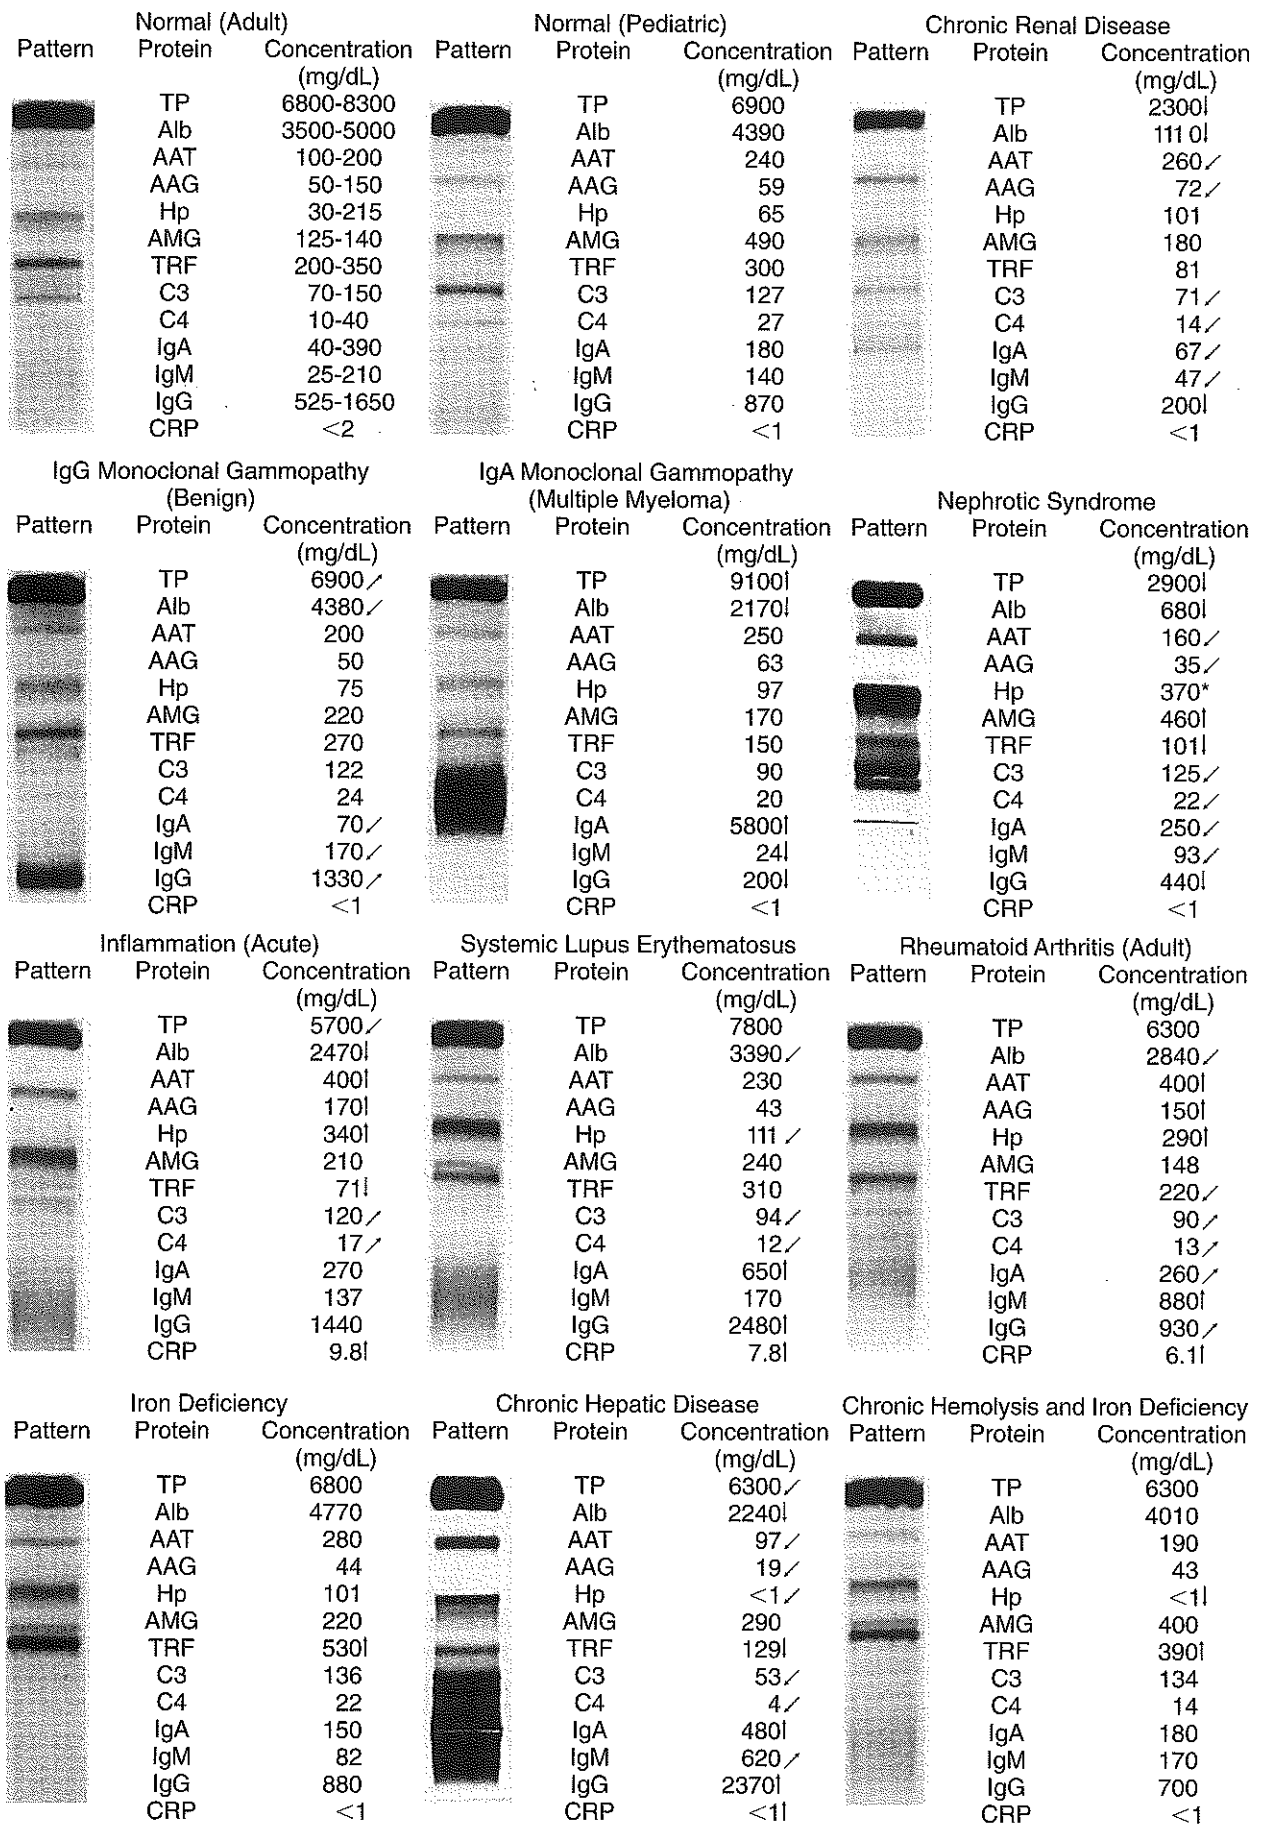 Normal (Adult)
Pattern Protein Concentration
(mg/dL)
TP 6800-8300
Alb 3500-5000
AAT 100-200
AAG 50-150
Hp 30-215
AMG 125-140
TRF 200-350
C3 70-150
C4 10-40
IgA 40-390
IgM 25-210
IgG 525-1650
CRP <2
Normal (Pediatric)
Pattern Protein Concentration
(mg/dL)
TP 6900
Alb 4390
AAT 240
AAG 59
Hp 65
AMG 490
TRF 300
C3 127
C4 27
IgA 180
IgM 140
IgG 870
CRP <1
Chronic Renal Disease
Pattern Protein Concentration
(mg/dL)
TP 2300↓
Alb 1110↓
AAT 260↙
AAG 72↙
Hp 101
AMG 180
TRF 81
C3 71↙
C4 14↙
IgA 67↙
IgM 47↙
IgG 200↓
CRP <1
IgG Monoclonal Gammopathy
(Benign)
Pattern Protein Concentration
(mg/dL)
TP 6900↗
Alb 4380↙
AAT 200
AAG 50
Hp 75
AMG 220
TRF 270
C3 122
C4 24
IgA 70↙
IgM 170↙
IgG 1330↗
CRP <1
IgA Monoclonal Gammopathy
(Multiple Myeloma)
Pattern Protein Concentration
(mg/dL)
TP 9100↑
Alb 2170↓
AAT 250
AAG 63
Hp 97
AMG 170
TRF 150
C3 90
C4 20
IgA 5800↑
IgM 24↓
IgG 200↓
CRP <1
Nephrotic Syndrome
Pattern Protein Concentration
(mg/dL)
TP 2900↓
Alb 680↓
AAT 160↙
AAG 35↙
Hp 370*
AMG 460↑
TRF 101↓
C3 125↙
C4 22↙
IgA 250↙
IgM 93↙
IgG 440↓
CRP <1
Inflammation (Acute)
Pattern Protein Concentration
(mg/dL)
TP 5700↙
Alb 2470↓
AAT 400↑
AAG 170↑
Hp 340↑
AMG 210
TRF 71↓
C3 120↗
C4 17↗
IgA 270
IgM 137
IgG 1440
CRP 9.8↑
Systemic Lupus Erythematosus
Pattern Protein Concentration
(mg/dL)
TP 7800
Alb 3390↙
AAT 230
AAG 43
Hp 111↙
AMG 240
TRF 310
C3 94↙
C4 12↙
IgA 650↑
IgM 170
IgG 2480↑
CRP 7.8↑
Rheumatoid Arthritis (Adult)
Pattern Protein Concentration
(mg/dL)
TP 6300
Alb 2840↙
AAT 400↑
AAG 150↑
Hp 290↑
AMG 148
TRF 220↙
C3 90↗
C4 13↗
IgA 260↗
IgM 880↑
IgG 930↗
CRP 6.1↑
Iron Deficiency
Pattern Protein Concentration
(mg/dL)
TP 6800
Alb 4770
AAT 280
AAG 44
Hp 101
AMG 220
TRF 530↑
C3 136
C4 22
IgA 150
IgM 82
IgG 880
CRP <1
Chronic Hepatic Disease
Pattern Protein Concentration
(mg/dL)
TP 6300↙
Alb 2240↓
AAT 97↙
AAG 19↙
Hp <1↙
AMG 290
TRF 129↓
C3 53↙
C4 4↙
IgA 480↑
IgM 620↗
IgG 2370↑
CRP <1↑
Chronic Hemolysis and Iron Deficiency
Pattern Protein Concentration
(mg/dL)
TP 6300
Alb 4010
AAT 190
AAG 43
Hp <1↓
AMG 400
TRF 390↑
C3 134
C4 14
IgA 180
IgM 170
IgG 700
CRP <1